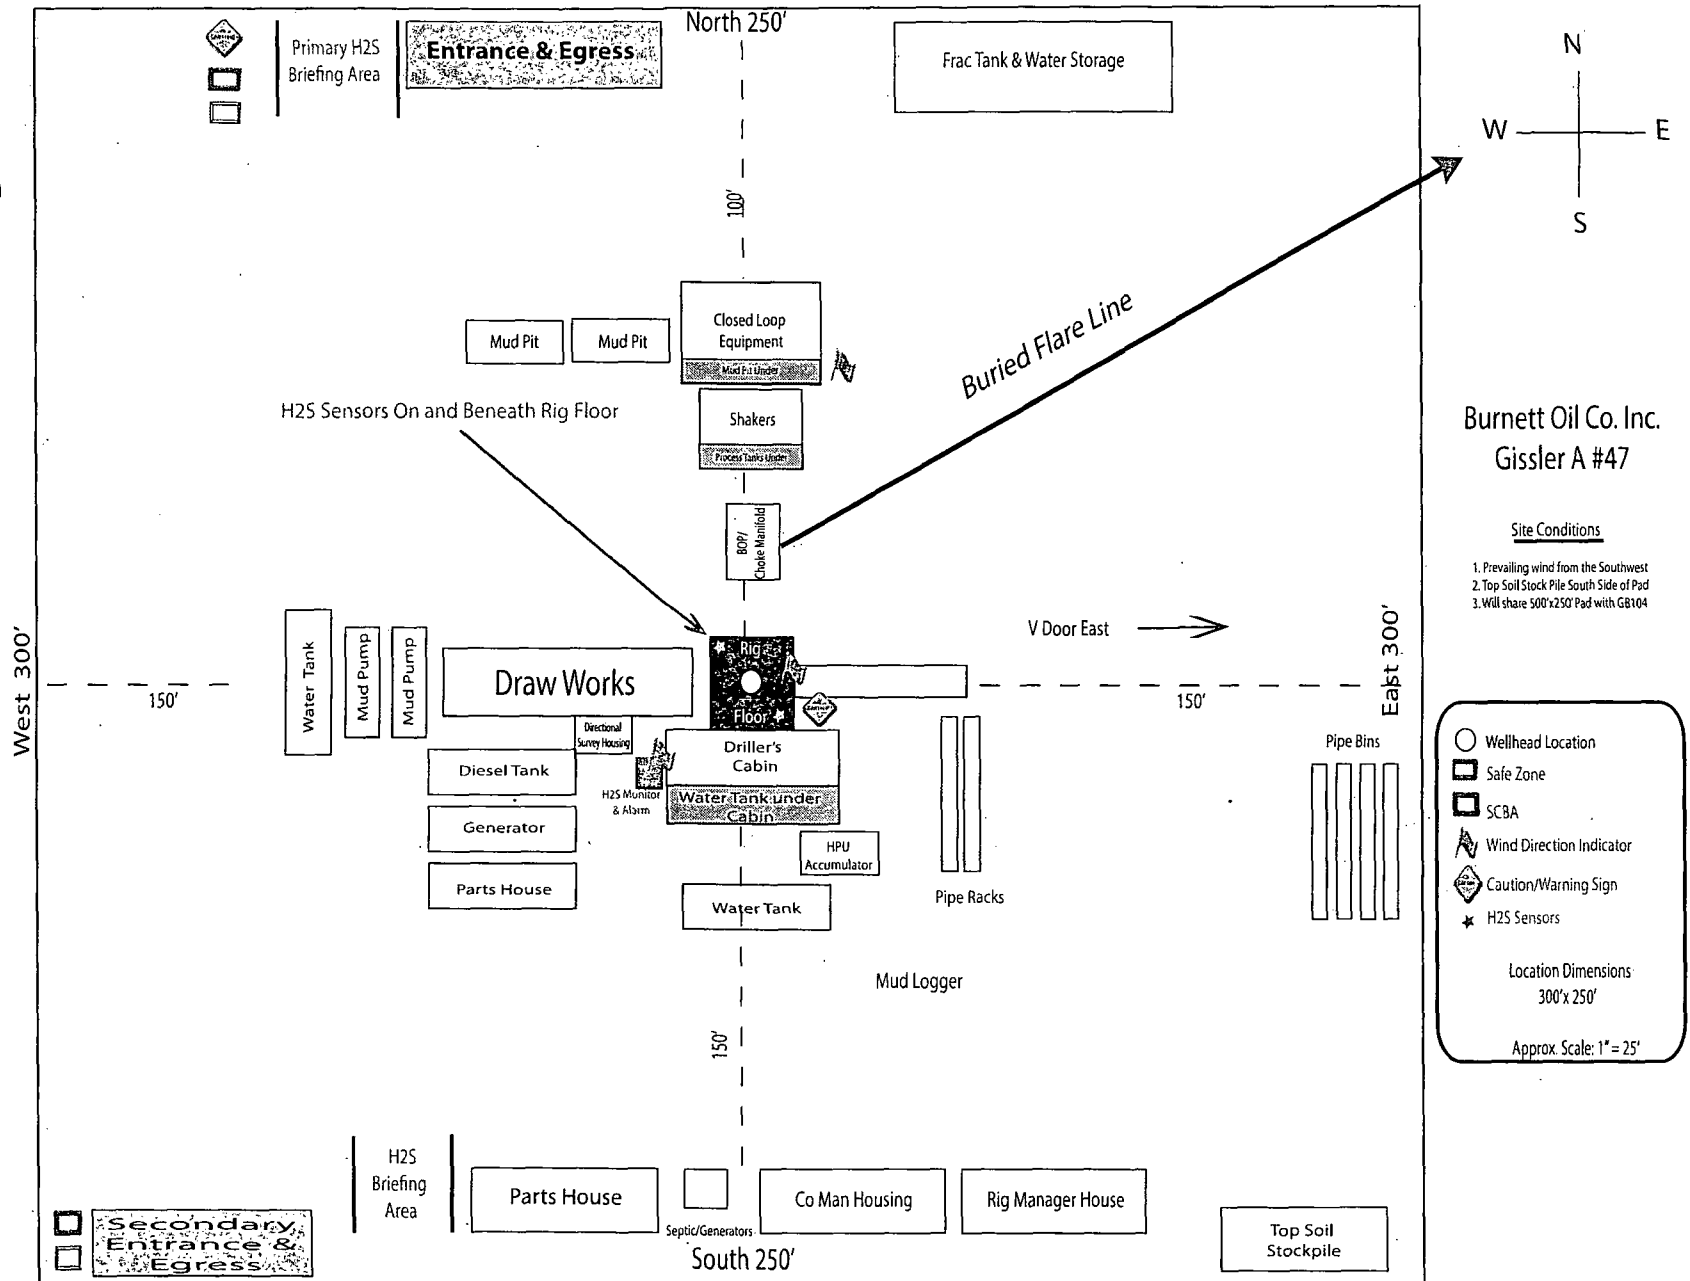 North 250'
Primary H2S
Briefing Area
Entrance & Egress
Frac Tank & Water Storage
N
W
E
S
100'
Closed Loop
Equipment
Mud Pit Under
Mud Pit
Mud Pit
Shakers
Process Tanks Under
H2S Sensors On and Beneath Rig Floor
Buried Flare Line
BOP/
Choke Manifold
Burnett Oil Co. Inc.
Gissler A #47
Site Conditions
1. Prevailing wind from the Southwest
2. Top Soil Stock Pile South Side of Pad
3. Will share 500'x250' Pad with GB104
West 300'
150'
Water Tank
Mud Pump
Mud Pump
Draw Works
Rig
Floor
V Door East
150'
East 300'
Directional
Survey Housing
Driller's
Cabin
Water Tank under
Cabin
Diesel Tank
H2S Munitor
& Alarm
Generator
HPU
Accumulator
Parts House
Water Tank
Pipe Racks
Pipe Bins
Mud Logger
Wellhead Location
Safe Zone
SCBA
Wind Direction Indicator
Caution/Warning Sign
H2S Sensors
Location Dimensions
300'x 250'
Approx. Scale: 1" = 25'
150'
H2S
Briefing
Area
Parts House
Septic/Generators
Co Man Housing
Rig Manager House
Top Soil
Stockpile
Secondary
Entrance &
Egress
South 250'